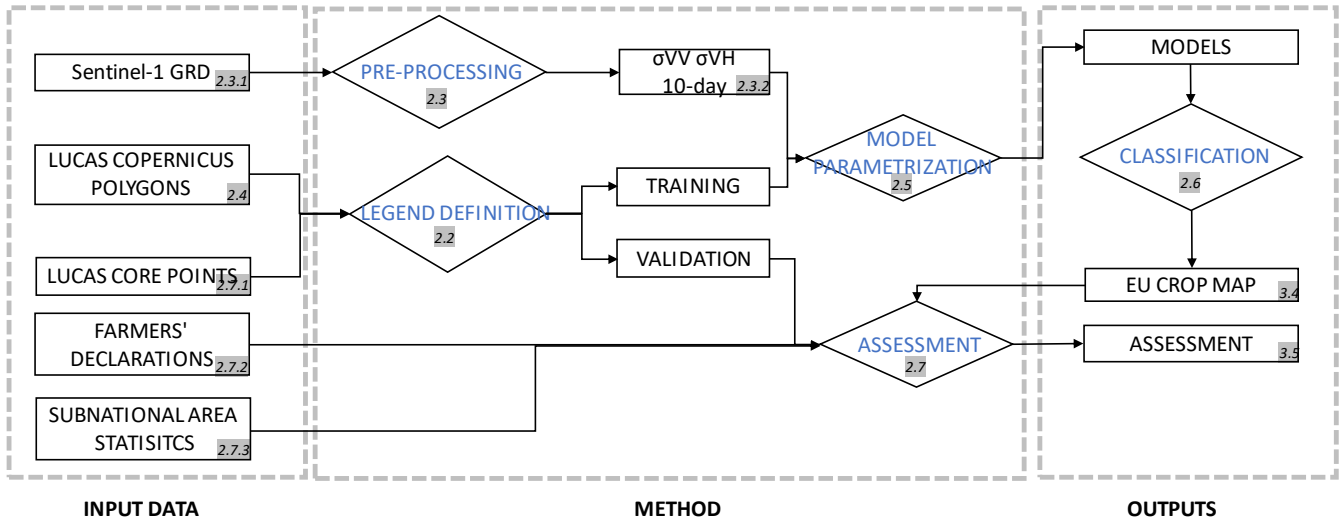 Sentinel-1 GRD
2.3.1
LUCAS COPERNICUS
POLYGONS
2.4
LUCAS CORE POINTS
2.7.1
FARMERS'
DECLARATIONS
2.7.2
SUBNATIONAL AREA
STATISITCS
2.7.3
INPUT DATA
PRE-PROCESSING
2.3
σVV σVH
10-day
2.3.2
LEGEND DEFINITION
2.2
TRAINING
VALIDATION
MODEL
PARAMETRIZATION
2.5
ASSESSMENT
2.7
METHOD
MODELS
CLASSIFICATION
2.6
EU CROP MAP
3.4
ASSESSMENT
3.5
OUTPUTS